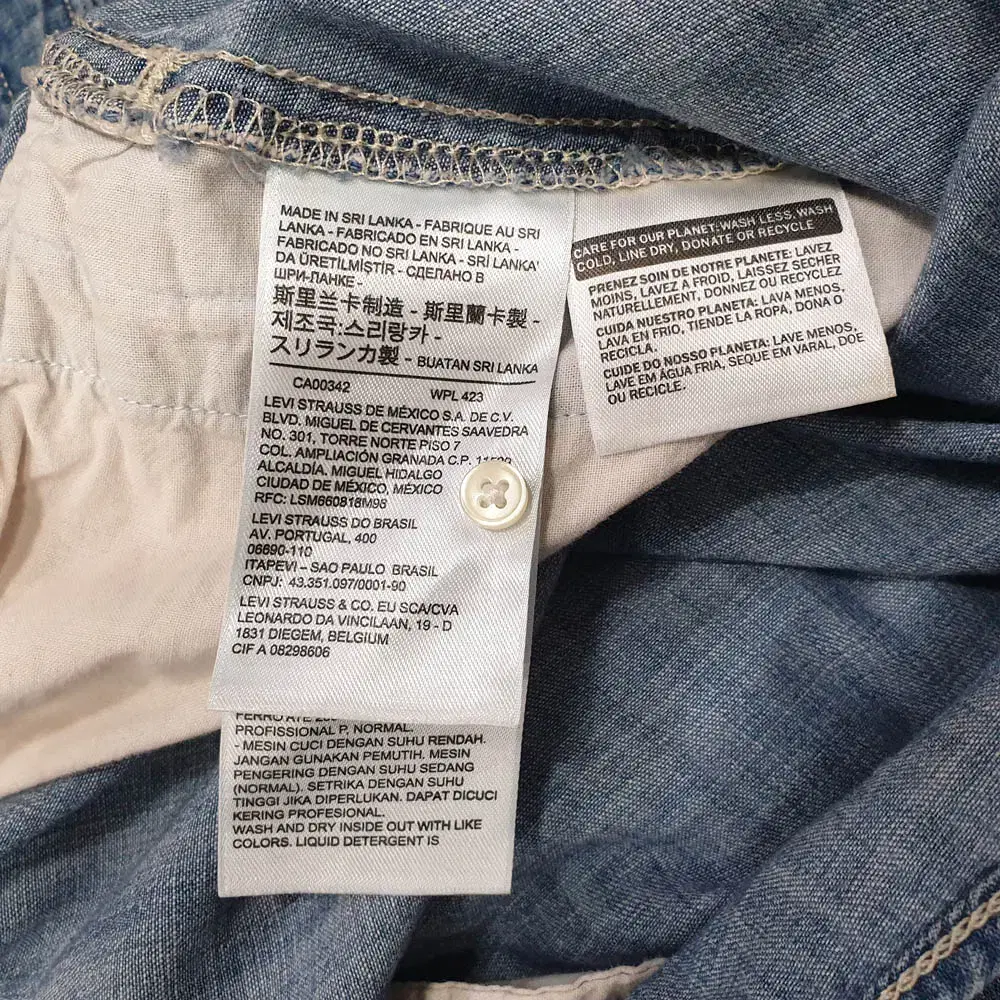 MADE IN SRI LANKA - FABRIQUE AU SRI
LANKA - FABRICADO EN SRI LANKA -
FABRICADO NO SRI LANKA - SRİ LANKA'
DA ÜRETİLMİŞTİR - СДЕЛАНО В
ШРИ-ЛАНКЕ -
斯里兰卡制造 - 斯里蘭卡製 -
제조국:스리랑카 -
スリランカ製 - BUATAN SRI LANKA
CA00342 WPL 423
LEVI STRAUSS DE MÉXICO S.A. DE C.V.
BLVD. MIGUEL DE CERVANTES SAAVEDRA
NO. 301, TORRE NORTE PISO 7
COL. AMPLIACIÓN GRANADA C.P.
ALCALDÍA. MIGUEL HIDALGO
CIUDAD DE MÉXICO, MÉXICO
RFC: LSM660818M98
LEVI STRAUSS DO BRASIL
AV. PORTUGAL, 400
06690-110
ITAPEVI - SAO PAULO BRASIL
CNPJ: 43.351.097/0001-90
LEVI STRAUSS & CO. EU SCA/CVA
LEONARDO DA VINCILAAN, 19 - D
1831 DIEGEM, BELGIUM
CIF A 08298606
FERRO ATÉ
PROFISSIONAL P. NORMAL.
- MESIN CUCI DENGAN SUHU RENDAH.
JANGAN GUNAKAN PEMUTIH. MESIN
PENGERING DENGAN SUHU SEDANG
(NORMAL). SETRIKA DENGAN SUHU
TINGGI JIKA DIPERLUKAN. DAPAT DICUCI
KERING PROFESIONAL.
WASH AND DRY INSIDE OUT WITH LIKE
COLORS. LIQUID DETERGENT IS
CARE FOR OUR PLANET: WASH LESS, WASH
COLD, LINE DRY, DONATE OR RECYCLE
PRENEZ SOIN DE NOTRE PLANETE: LAVEZ
MOINS, LAVEZ A FROID, LAISSEZ SECHER
NATURELLEMENT, DONNEZ OU RECYCLEZ
CUIDA NUESTRO PLANETA: LAVA MENOS,
LAVA EN FRIO, TIENDE LA ROPA, DONA O
RECICLA.
CUIDE DO NOSSO PLANETA: LAVE MENOS,
LAVE EM ÁGUA FRIA, SEQUE EM VARAL, DOE
OU RECICLE.